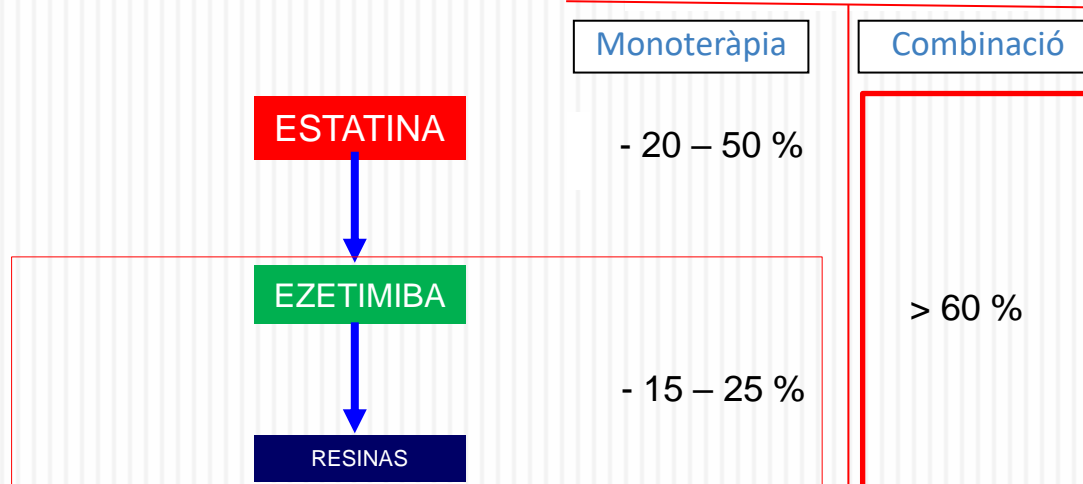 Monoteràpia
Combinació
ESTATINA
- 20 – 50 %
EZETIMIBA
> 60 %
- 15 – 25 %
RESINAS